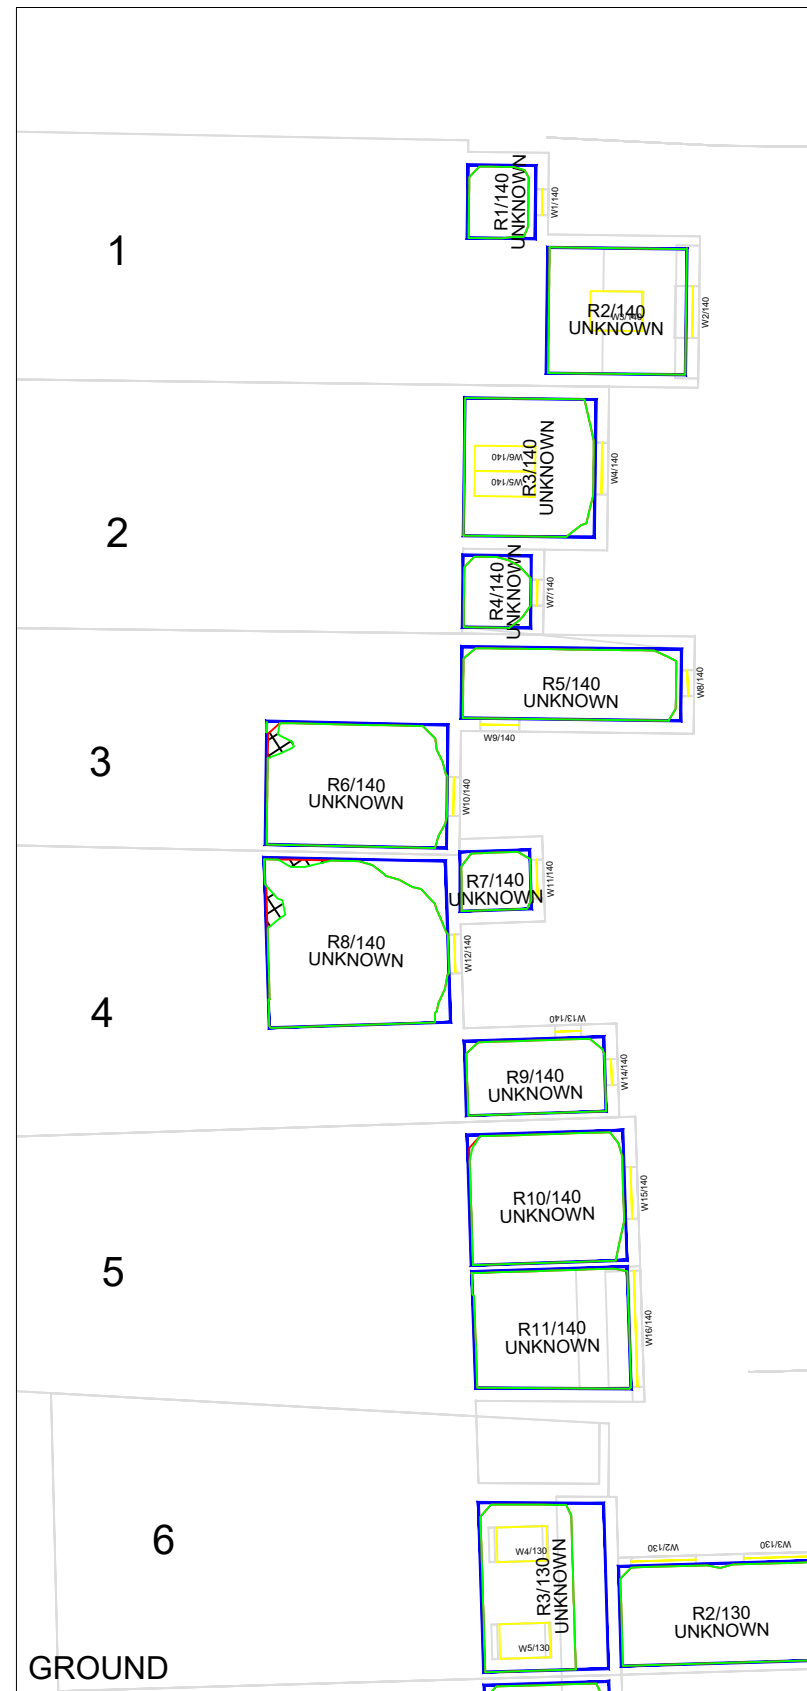 1
R1/140
UNKNOWN
W1/140
R2/140
UNKNOWN
W3/140
W2/140
2
R3/140
UNKNOWN
W6/140
W5/140
W4/140
R4/140
UNKNOWN
W7/140
3
R5/140
UNKNOWN
W8/140
W9/140
R6/140
UNKNOWN
W10/140
4
R7/140
UNKNOWN
W11/140
R8/140
UNKNOWN
W12/140
W13/140
R9/140
UNKNOWN
W14/140
5
R10/140
UNKNOWN
W15/140
R11/140
UNKNOWN
W16/140
6
R3/130
UNKNOWN
W4/130
W5/130
W2/130
W3/130
R2/130
UNKNOWN
GROUND